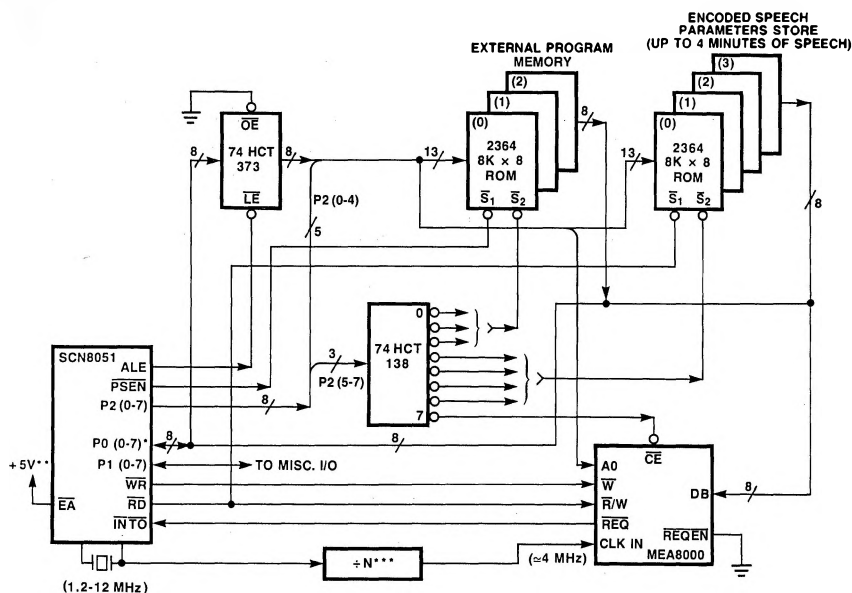 ENCODED SPEECH
PARAMETERS STORE
(UP TO 4 MINUTES OF SPEECH)
EXTERNAL PROGRAM
MEMORY
(3)
(2)
(2)
(1)
(1)
(0)
(0)
8
8
OE
74 HCT
373
LE
8
8
13
2364
8K × 8
ROM
S1 S2
13
2364
8K × 8
ROM
S1 S2
8
P2 (0-4)
5
0
74 HCT
138
7
3
P2 (5-7)
SCN8051
ALE
PSEN
P2 (0-7)
8
P0 (0-7)*
8
8
+5V**
P1 (0-7)
TO MISC. I/O
WR
EA
RD
INT0
CE
A0
W
DB
8
R/W
REQ
REQEN
CLK IN
MEA8000
÷N***
(≃4 MHz)
(1.2-12 MHz)